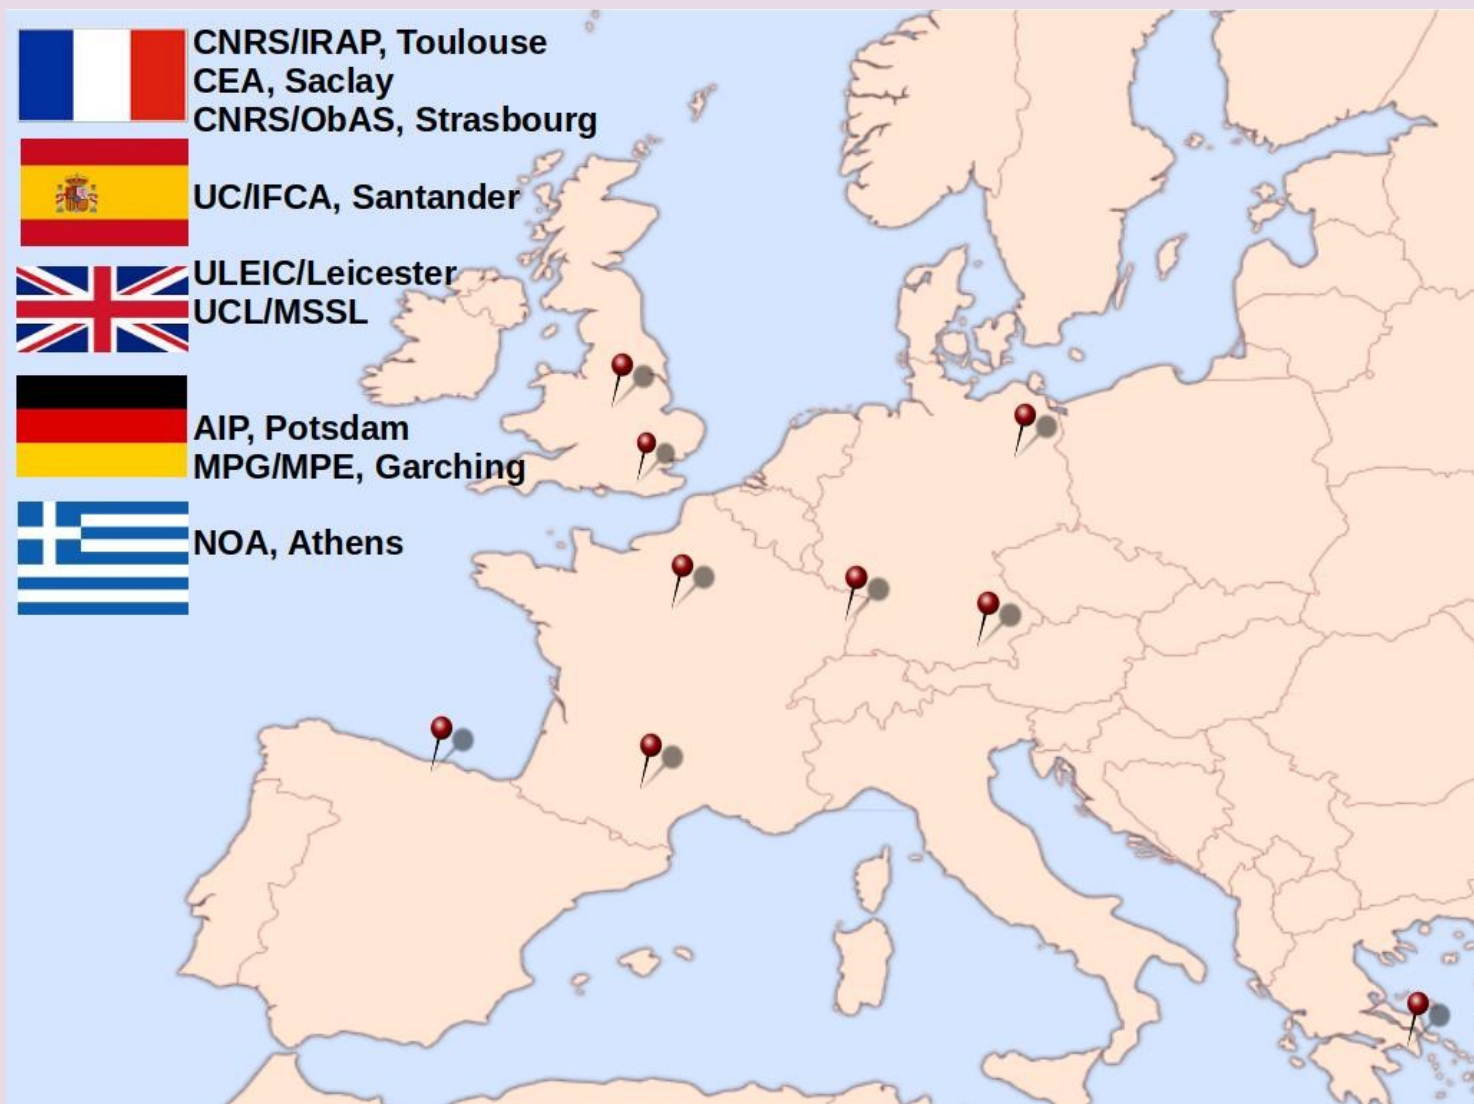 CNRS/IRAP, Toulouse
CEA, Saclay
CNRS/ObAS, Strasbourg
UC/IFCA, Santander
ULEIC/Leicester
UCL/MSSL
AIP, Potsdam
MPG/MPE, Garching
NOA, Athens